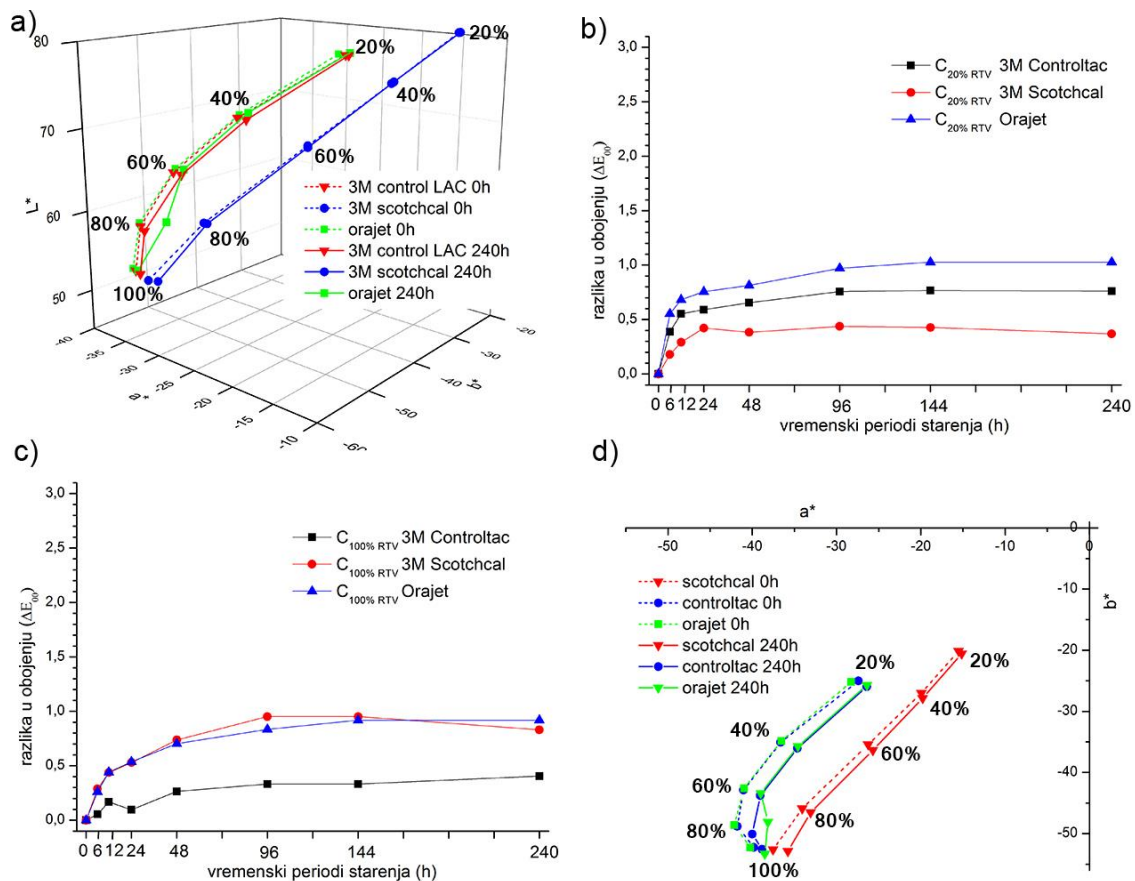 a)
80
70
60
50
L*
20%
20%
40%
40%
60%
60%
80%
80%
100%
3M control LAC 0h
3M scotchcal 0h
orajet 0h
3M control LAC 240h
3M scotchcal 240h
orajet 240h
-40
-35
-30
-25
-20
-15
-10
a*
-20
-30
-40
-50
-60
b*
b)
3,0
2,5
2,0
1,5
1,0
0,5
0,0
razlika u obojenju (ΔE00)
C20% RTV 3M Controltac
C20% RTV 3M Scotchcal
C20% RTV Orajet
0 6 12 24 48 96 144 240
vremenski periodi starenja (h)
c)
3,0
2,5
2,0
1,5
1,0
0,5
0,0
razlika u obojenju (ΔE00)
C100% RTV 3M Controltac
C100% RTV 3M Scotchcal
C100% RTV Orajet
0 6 12 24 48 96 144 240
vremenski periodi starenja (h)
d)
a*
-50 -40 -30 -20 -10 0
0
-10
-20
-30
-40
-50
b*
scotchcal 0h
controltac 0h
orajet 0h
scotchcal 240h
controltac 240h
orajet 240h
20%
20%
40%
40%
60%
60%
80%
80%
100%